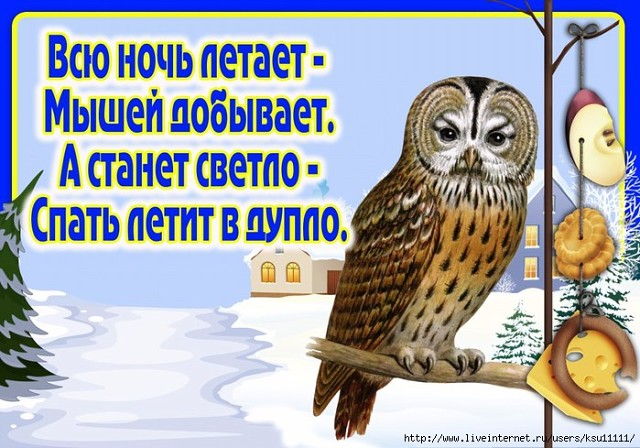 Всю ночь летает -
Мышей добывает.
А станет светло -
Спать летит в дупло.
http://www.liveinternet.ru/users/ksu11111/